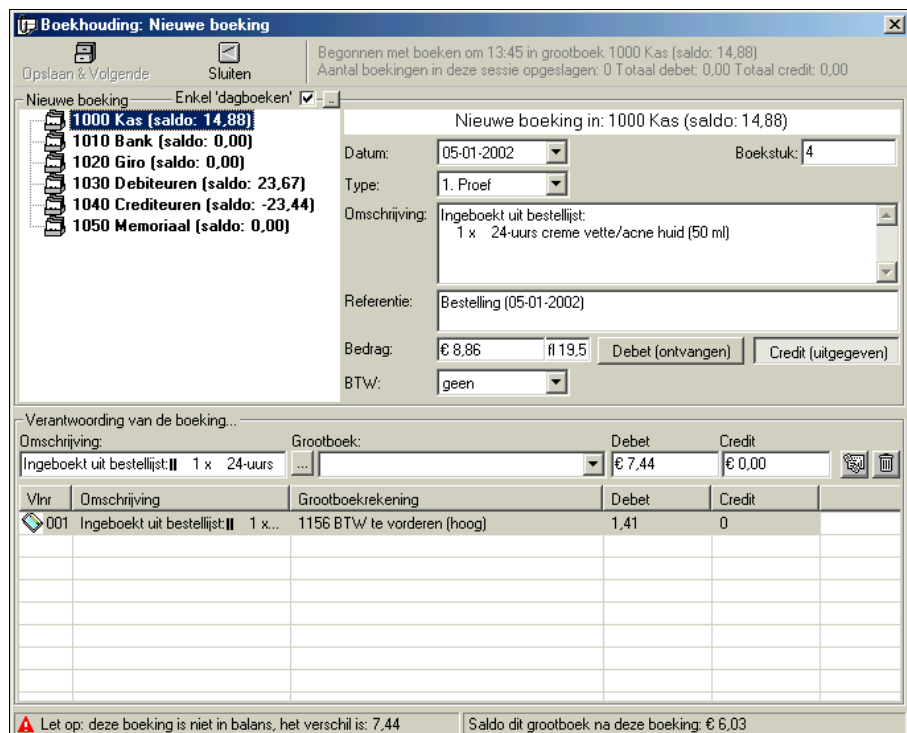 Boekhouding: Nieuwe boeking
Opslaan & Volgende
Sluiten
Begonnen met boeken om 13:45 in grootboek 1000 Kas (saldo: 14,88)
Aantal boekingen in deze sessie opgeslagen: 0 Totaal debet: 0,00 Totaal credit: 0,00
Nieuwe boeking
Enkel 'dagboeken'
..
1000 Kas (saldo: 14,88)
1010 Bank (saldo: 0,00)
1020 Giro (saldo: 0,00)
1030 Debiteuren (saldo: 23,67)
1040 Crediteuren (saldo: -23,44)
1050 Memoriaal (saldo: 0,00)
Nieuwe boeking in: 1000 Kas (saldo: 14,88)
Datum: 05-01-2002 Boekstuk: 4
Type: 1. Proef
Omschrijving: Ingeboekt uit bestellijst:
1 x 24-uurs creme vette/acne huid (50 ml)
Referentie: Bestelling (05-01-2002)
Bedrag: € 8,86 fl 19,5 Debet (ontvangen) Credit (uitgegeven)
BTW: geen
Verantwoording van de boeking...
Omschrijving: Grootboek: Debet Credit
Ingeboekt uit bestellijst: 1 x 24-uurs ... € 7,44 € 0,00
Vlnr Omschrijving Grootboekrekening Debet Credit
001 Ingeboekt uit bestellijst: 1 x... 1156 BTW te vorderen (hoog) 1,41 0
Let op: deze boeking is niet in balans, het verschil is: 7,44 Saldo dit grootboek na deze boeking: € 6,03